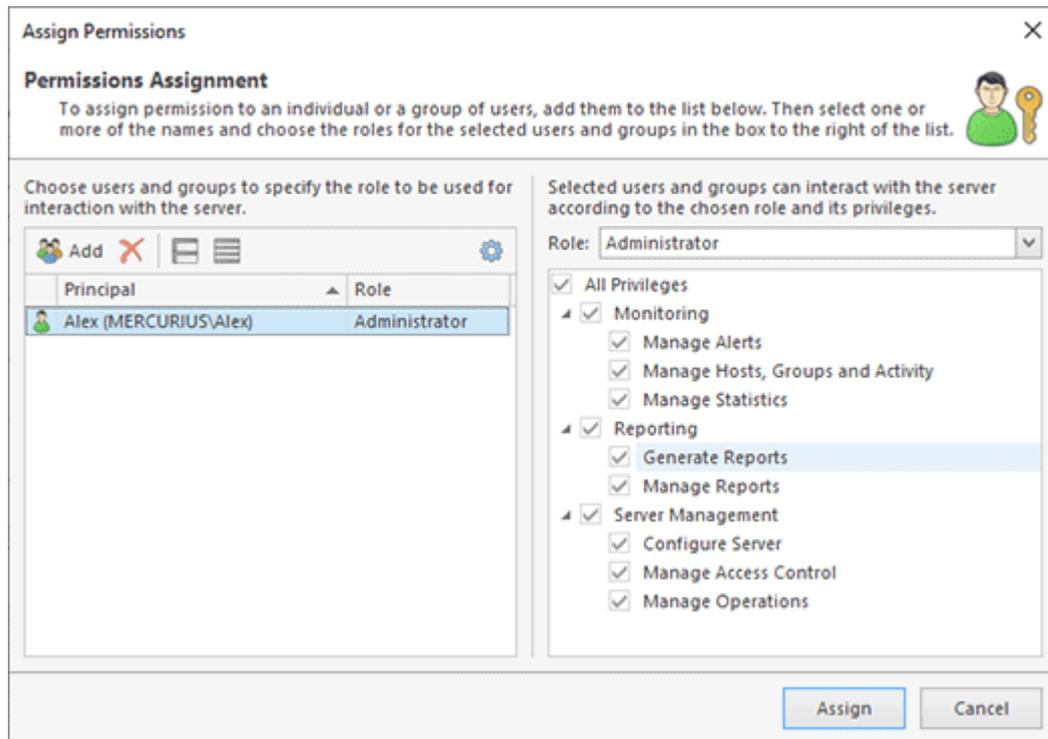 Assign Permissions
Permissions Assignment
To assign permission to an individual or a group of users, add them to the list below. Then select one or
more of the names and choose the roles for the selected users and groups in the box to the right of the list.
Choose users and groups to specify the role to be used for
interaction with the server.
Add
Principal Role
Alex (MERCURIUS\Alex) Administrator
Selected users and groups can interact with the server
according to the chosen role and its privileges.
Role: Administrator
All Privileges
Monitoring
Manage Alerts
Manage Hosts, Groups and Activity
Manage Statistics
Reporting
Generate Reports
Manage Reports
Server Management
Configure Server
Manage Access Control
Manage Operations
Assign Cancel